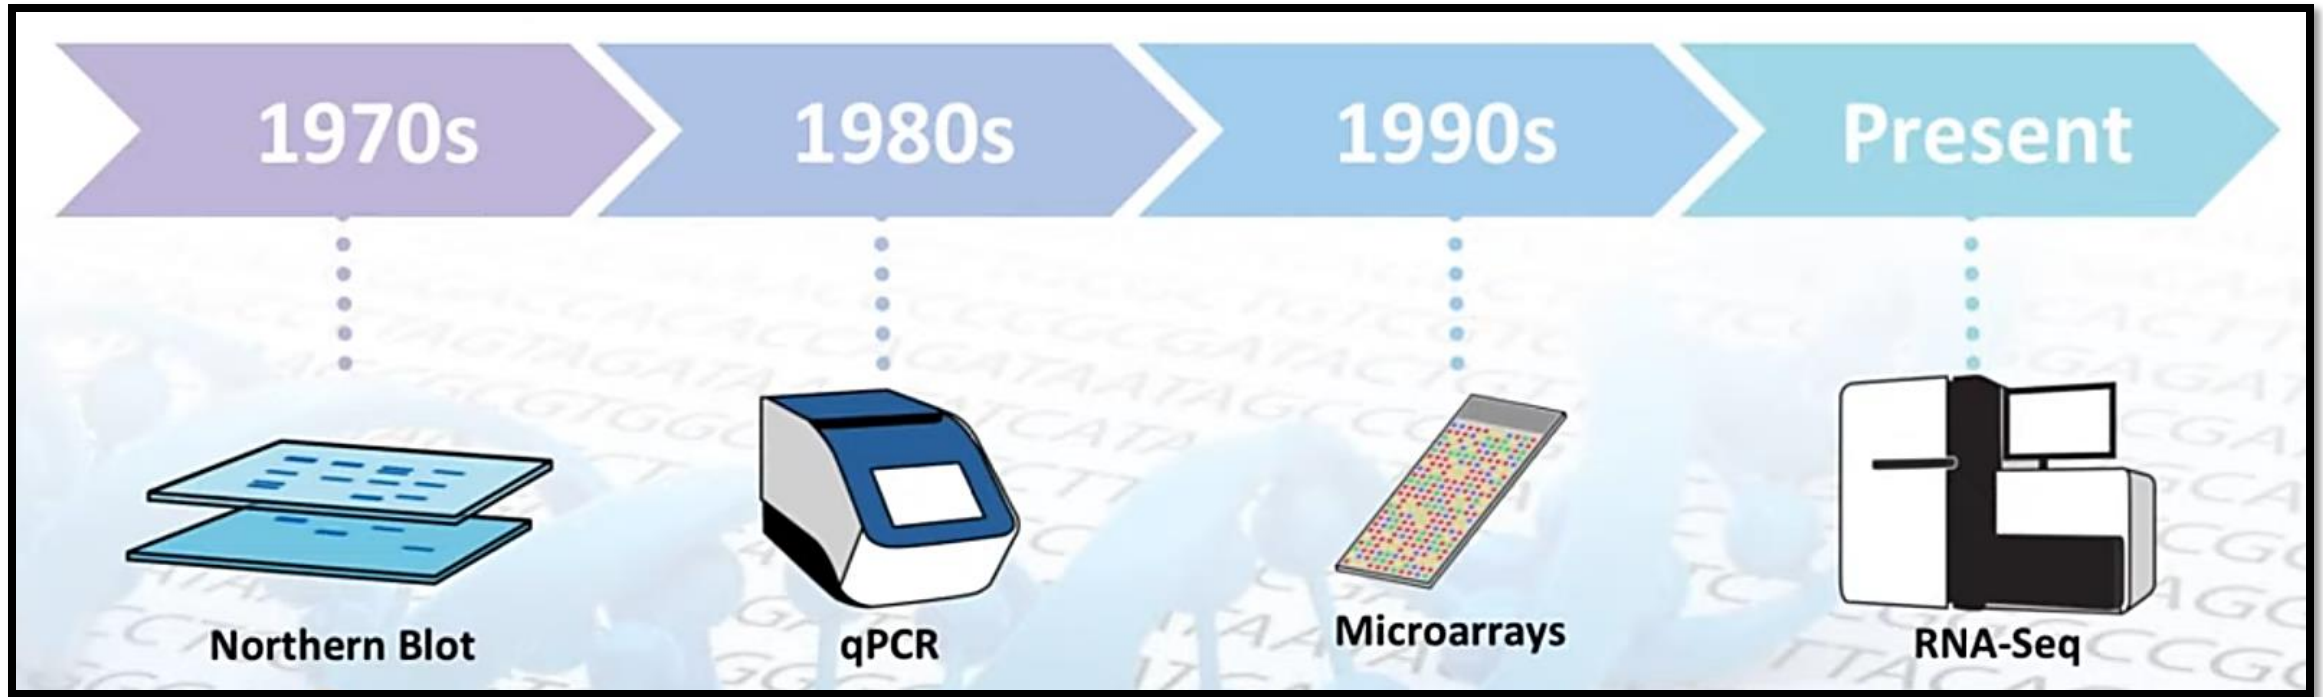 1970s
1980s
1990s
Present
Northern Blot
qPCR
Microarrays
RNA-Seq